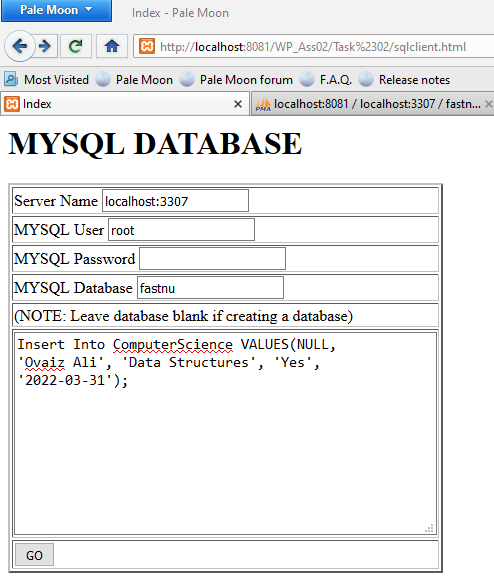 Pale Moon
Index - Pale Moon
http://localhost:8081/WP_Ass02/Task%2302/sqlclient.html
Most Visited Pale Moon Pale Moon forum F.A.Q. Release notes
Index
PMA localhost:8081 / localhost:3307 / fastn...
MYSQL DATABASE
Server Name localhost:3307
MYSQL User root
MYSQL Password
MYSQL Database fastnu
(NOTE: Leave database blank if creating a database)
Insert Into ComputerScience VALUES(NULL,
'Ovaiz Ali', 'Data Structures', 'Yes',
'2022-03-31');
GO